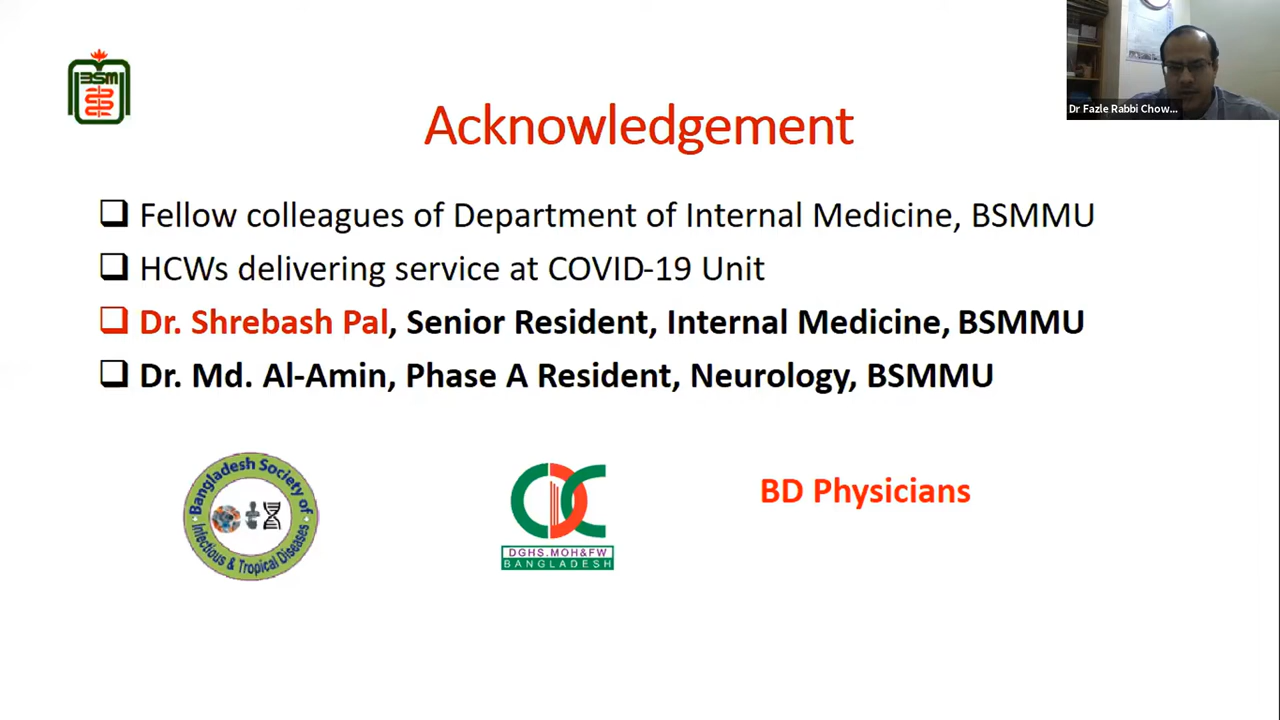 BSM
Dr Fazle Rabbi Chow...
Acknowledgement
Fellow colleagues of Department of Internal Medicine, BSMMU
HCWs delivering service at COVID-19 Unit
Dr. Shrebash Pal, Senior Resident, Internal Medicine, BSMMU
Dr. Md. Al-Amin, Phase A Resident, Neurology, BSMMU
Bangladesh Society of
Infectious & Tropical Diseases
CDC
DGHS.MOH&FW
BANGLADESH
BD Physicians